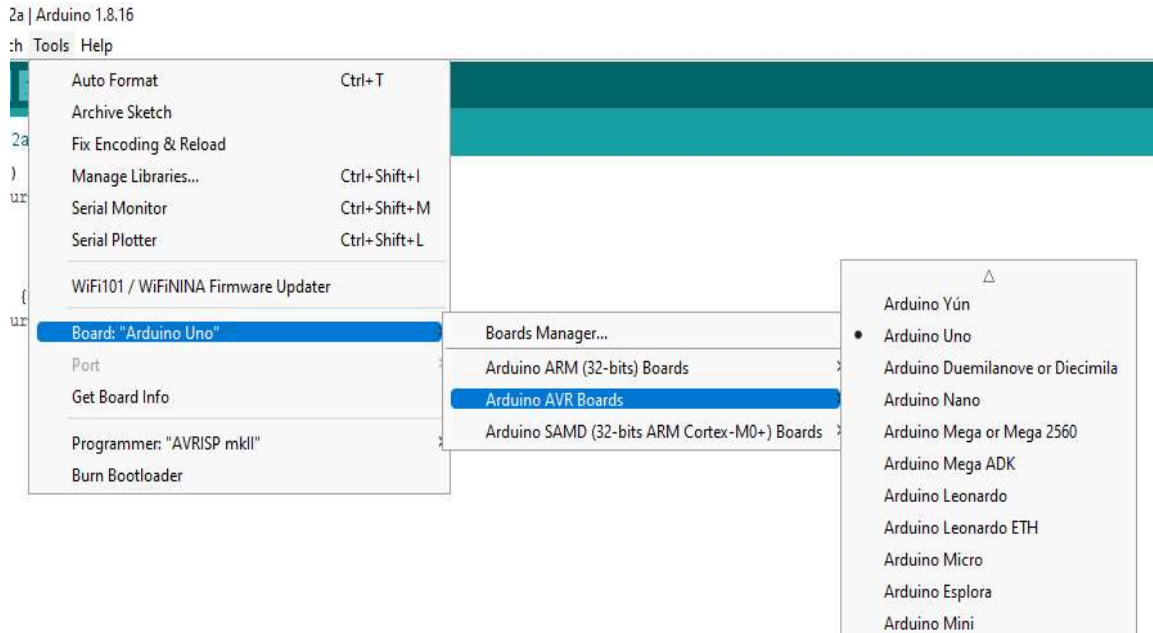 2a | Arduino 1.8.16
ch Tools Help
Auto Format Ctrl+T
Archive Sketch
2a
Fix Encoding & Reload
)
Manage Libraries... Ctrl+Shift+I
ur
Serial Monitor Ctrl+Shift+M
Serial Plotter Ctrl+Shift+L
WiFi101 / WiFiNINA Firmware Updater
{
ur
Board: "Arduino Uno"
Port
Get Board Info
Programmer: "AVRISP mkII"
Burn Bootloader
Boards Manager...
Arduino ARM (32-bits) Boards
Arduino AVR Boards
Arduino SAMD (32-bits ARM Cortex-M0+) Boards
Arduino Yún
Arduino Uno
Arduino Duemilanove or Diecimila
Arduino Nano
Arduino Mega or Mega 2560
Arduino Mega ADK
Arduino Leonardo
Arduino Leonardo ETH
Arduino Micro
Arduino Esplora
Arduino Mini